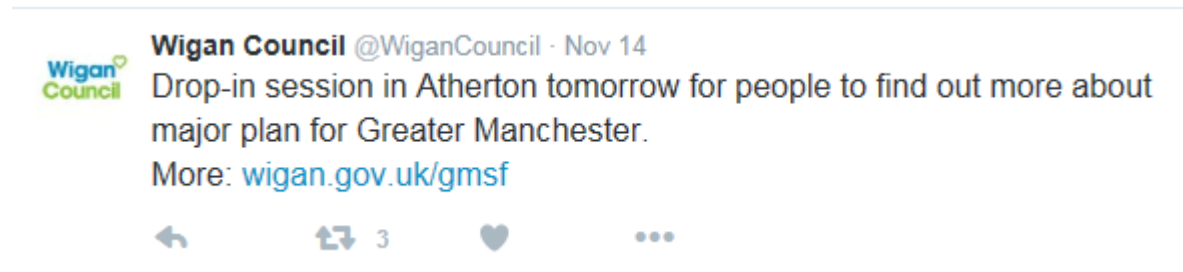 Wigan Council
Wigan Council @WiganCouncil · Nov 14
Drop-in session in Atherton tomorrow for people to find out more about
major plan for Greater Manchester.
More: wigan.gov.uk/gmsf
3